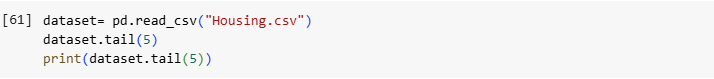 [61] dataset= pd.read_csv("Housing.csv")
dataset.tail(5)
print(dataset.tail(5))